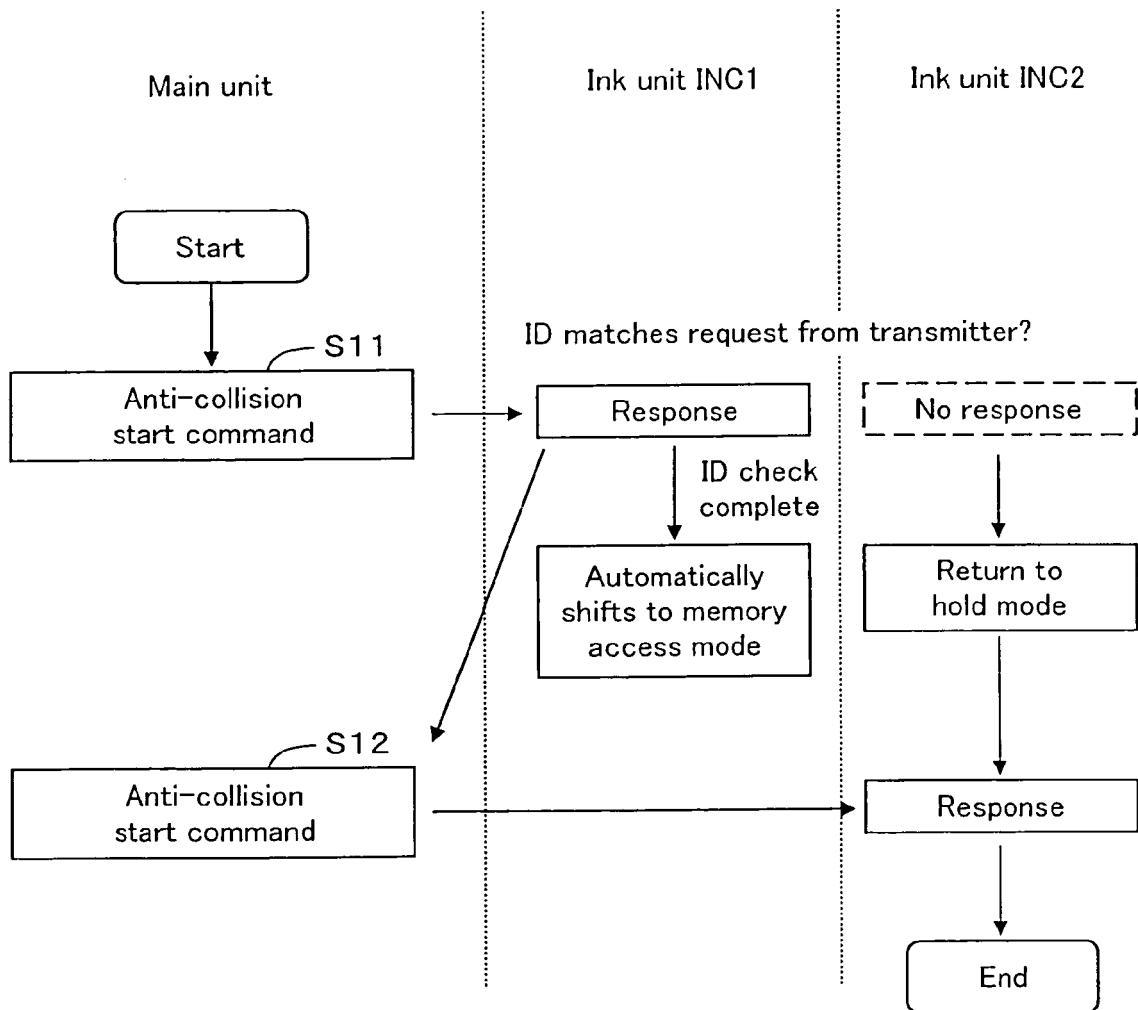 Main unit
Ink unit INC1
Ink unit INC2
Start
ID matches request from transmitter?
S11
Anti-collision
start command
Response
No response
ID check
complete
Automatically
shifts to memory
access mode
Return to
hold mode
S12
Anti-collision
start command
Response
End